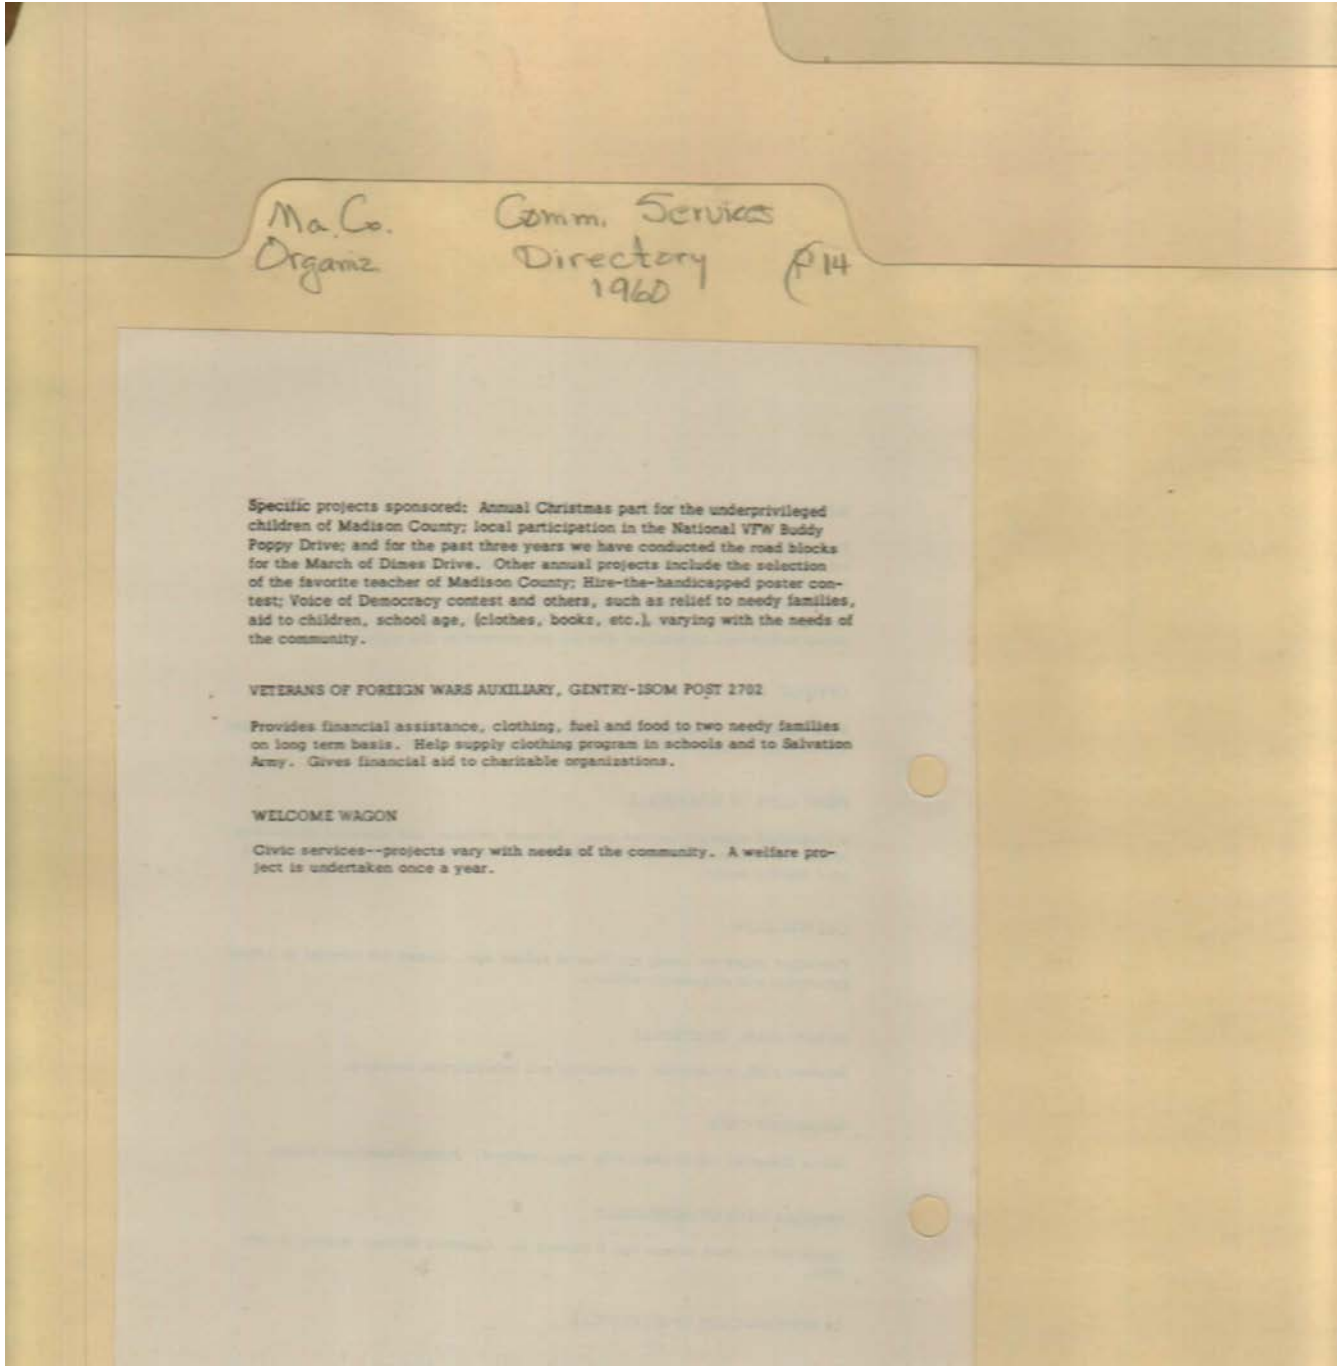 Ma. Co. Comm. Services
Organiz Directory p 14
1960
Specific projects sponsored: Annual Christmas part for the underprivileged
children of Madison County; local participation in the National VFW Buddy
Poppy Drive; and for the past three years we have conducted the road blocks
for the March of Dimes Drive. Other annual projects include the selection
of the favorite teacher of Madison County; Hire-the-handicapped poster con-
test; Voice of Democracy contest and others, such as relief to needy families,
aid to children, school age, (clothes, books, etc.), varying with the needs of
the community.
VETERANS OF FOREIGN WARS AUXILIARY, GENTRY-ISOM POST 2702
Provides financial assistance, clothing, fuel and food to two needy families
on long term basis. Help supply clothing program in schools and to Salvation
Army. Gives financial aid to charitable organizations.
WELCOME WAGON
Civic services--projects vary with needs of the community. A welfare pro-
ject is undertaken once a year.